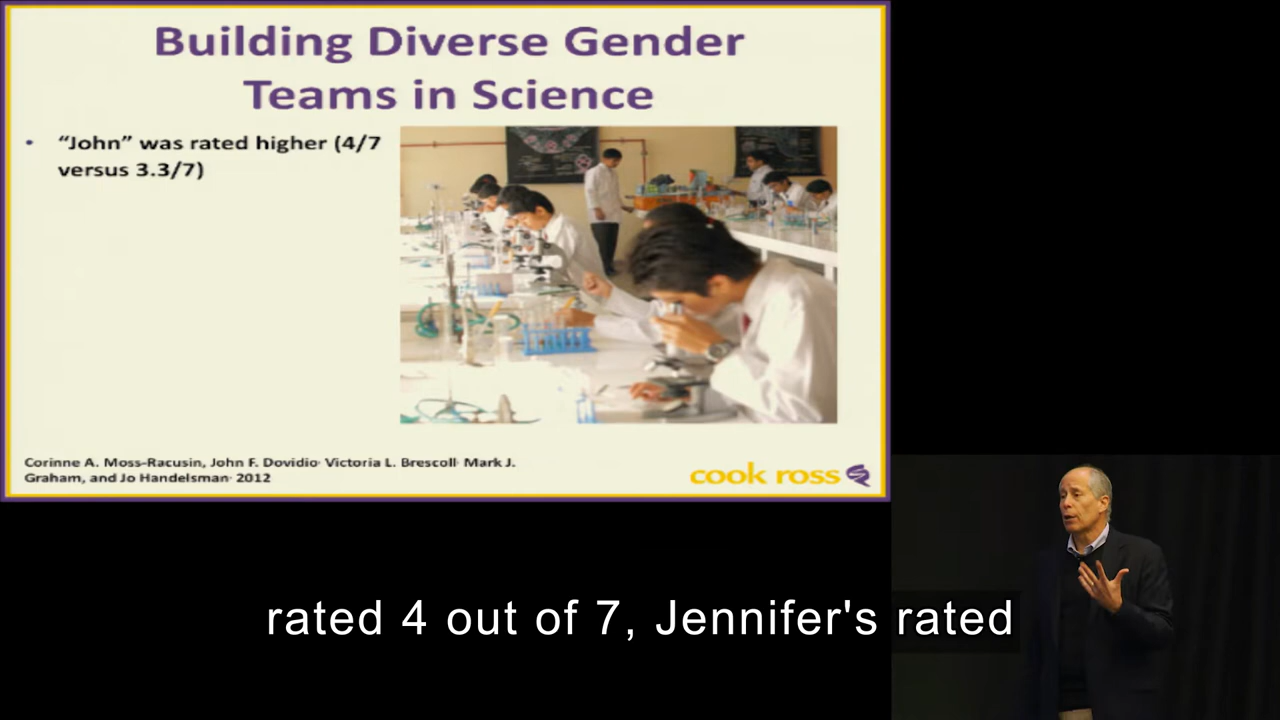 Building Diverse Gender
Teams in Science
• “John” was rated higher (4/7
versus 3.3/7)
Corinne A. Moss-Racusin, John F. Dovidio, Victoria L. Brescoll, Mark J.
Graham, and Jo Handelsman, 2012
cook ross
rated 4 out of 7, Jennifer's rated